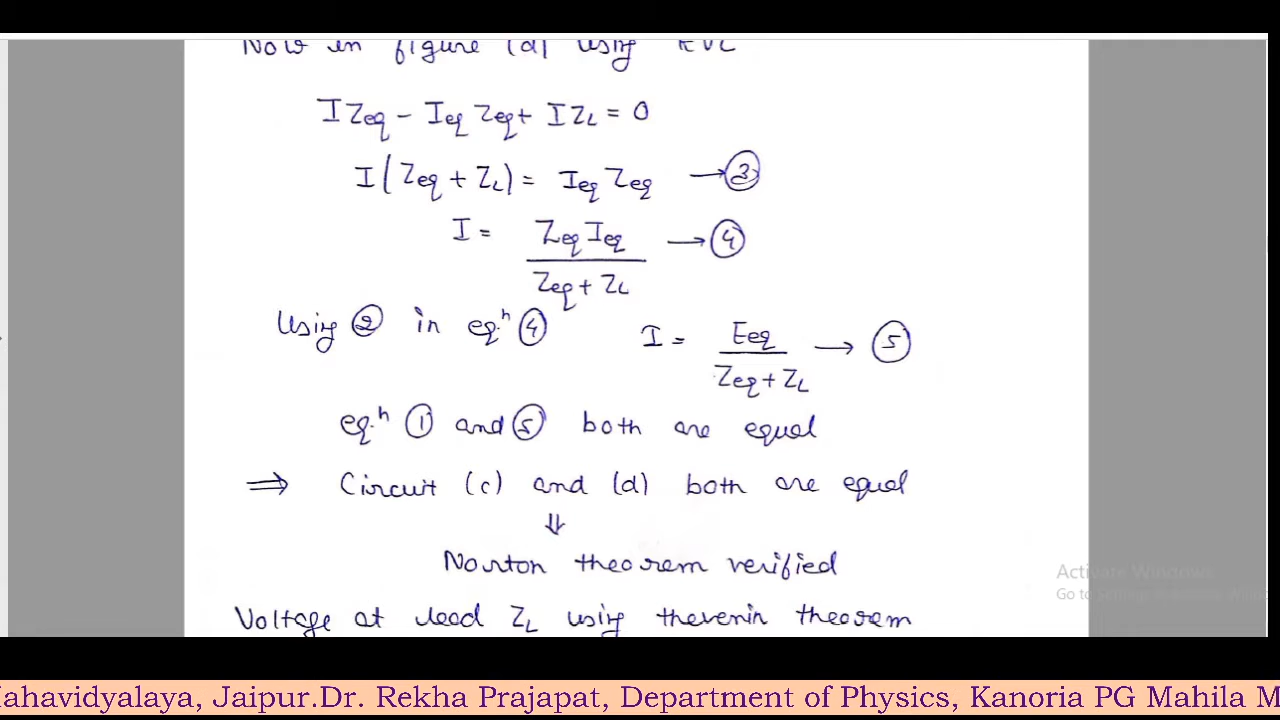 Now in figure (d) using KVL
I Zeq - Ieq Zeq + I ZL = 0
I (Zeq + ZL) = Ieq Zeq → ③
I = Zeq Ieq / Zeq + ZL → ④
Using ② in eqⁿ ④ I = Eeq / Zeq + ZL → ⑤
eqⁿ ① and ⑤ both are equal
⇒ Circuit (c) and (d) both are equal
⇓
Norton theorem verified
Activate Windows
Voltage at load ZL using thevenin theorem
ahavidyalaya, Jaipur.Dr. Rekha Prajapat, Department of Physics, Kanoria PG Mahila M